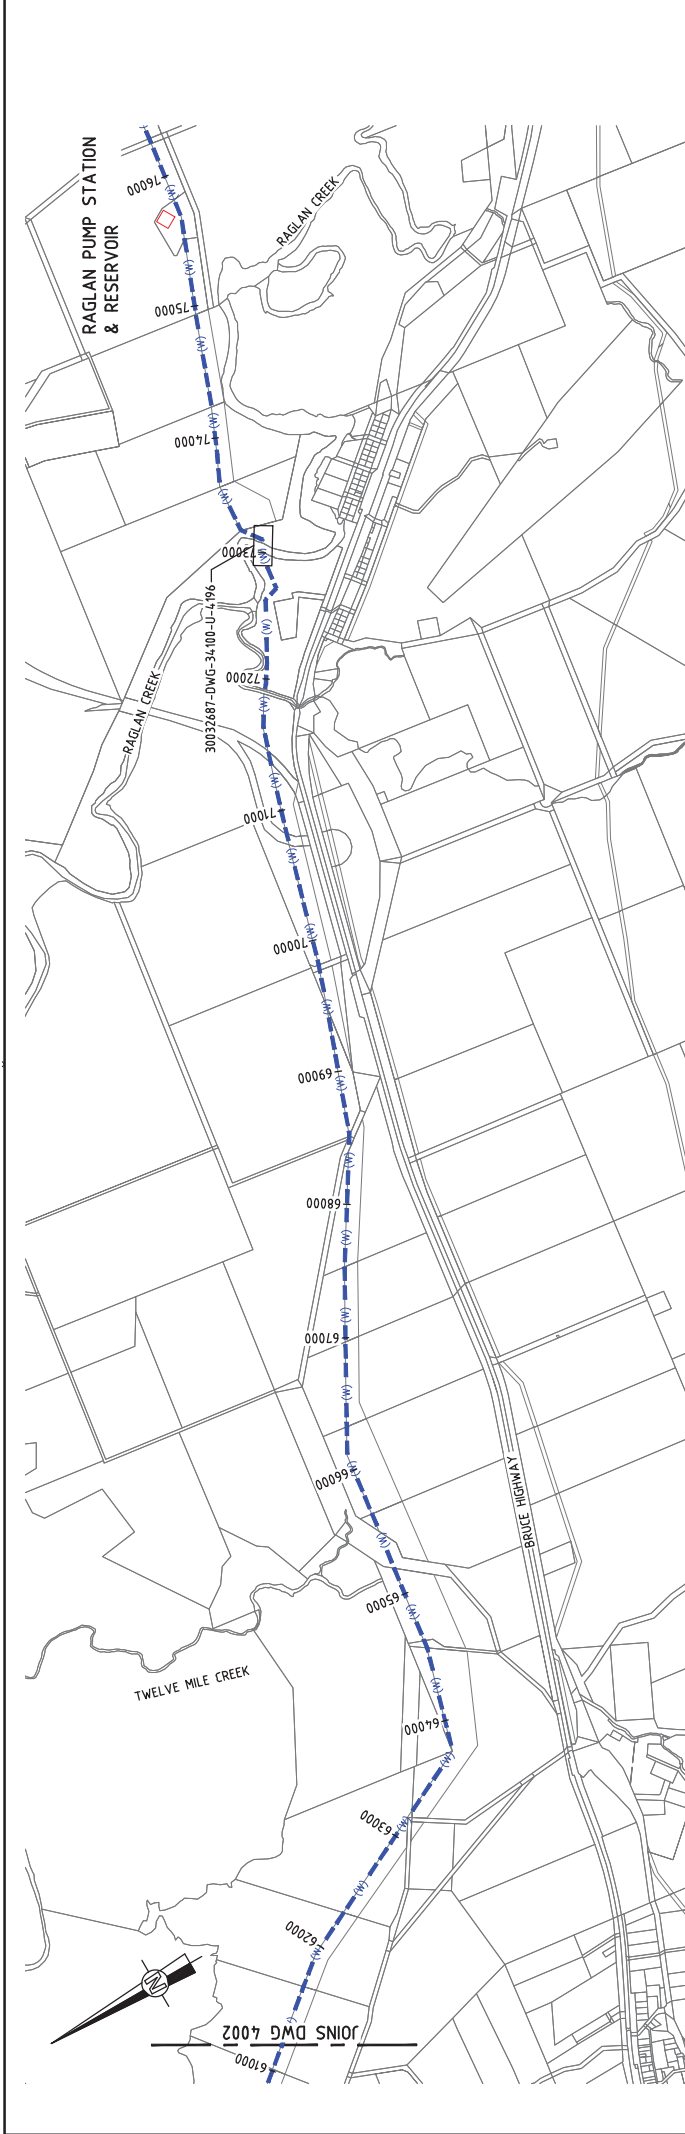 RAGLAN PUMP STATION
& RESERVOIR
76000
(W)
RAGLAN CREEK
(W)
75000
(W)
(W)
74000
(W)
73000
(W)
30032687-DWG-34100-U-4196
(W)
72000
(W)
RAGLAN CREEK
(W)
71000
(W)
(W)
70000
(W)
69000
(W)
(W)
68000
(W)
(W)
67000
(W)
(W)
66000
BRUCE HIGHWAY
(W)
65000
(W)
TWELVE MILE CREEK
(W)
64000
(W)
63000
(W)
(W)
62000
(W)
N
JOINS DWG 4002
61000